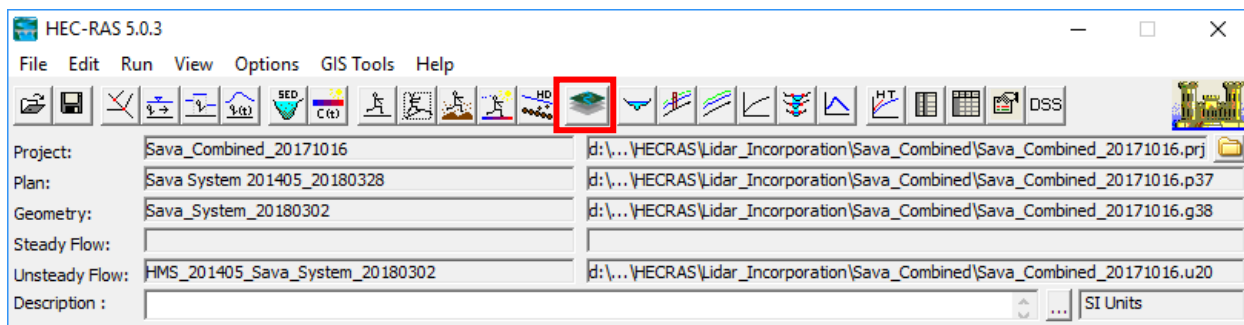 HEC-RAS 5.0.3
File Edit Run View Options GIS Tools Help
SED C(t) HD HT DSS
Project: Sava_Combined_20171016 d:\...\HECRAS\Lidar_Incorporation\Sava_Combined\Sava_Combined_20171016.prj
Plan: Sava System 201405_20180328 d:\...\HECRAS\Lidar_Incorporation\Sava_Combined\Sava_Combined_20171016.p37
Geometry: Sava_System_20180302 d:\...\HECRAS\Lidar_Incorporation\Sava_Combined\Sava_Combined_20171016.g38
Steady Flow:
Unsteady Flow: HMS_201405_Sava_System_20180302 d:\...\HECRAS\Lidar_Incorporation\Sava_Combined\Sava_Combined_20171016.u20
Description : ... SI Units